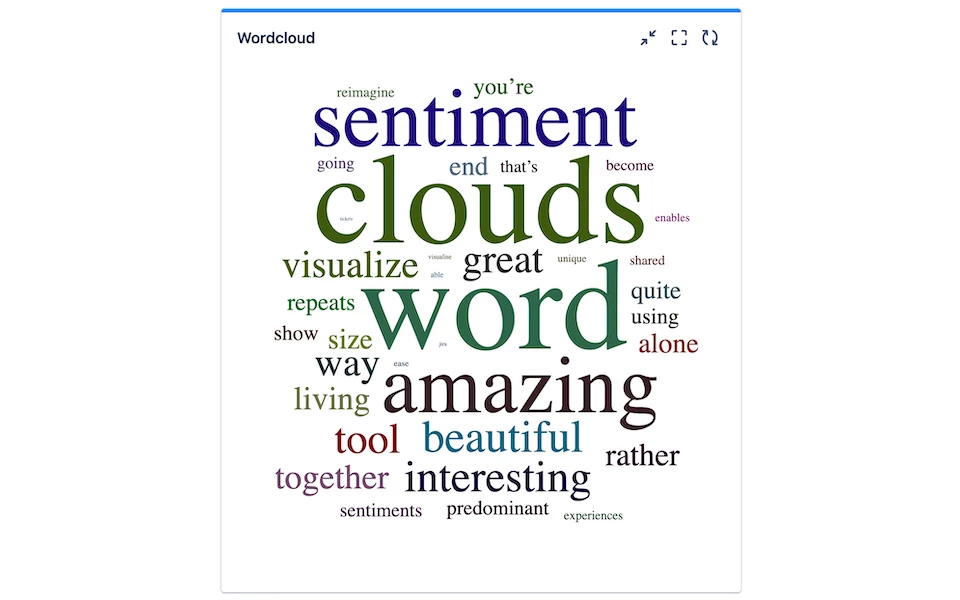 Wordcloud
reimagine
you’re
sentiment
going
end
that’s
become
clouds
tickets
enables
visualize
visualise
great
unique
shared
able
word
quite
repeats
using
show
size
jira
alone
way
ease
amazing
living
tool
beautiful
rather
together
interesting
sentiments
predominant
experiences